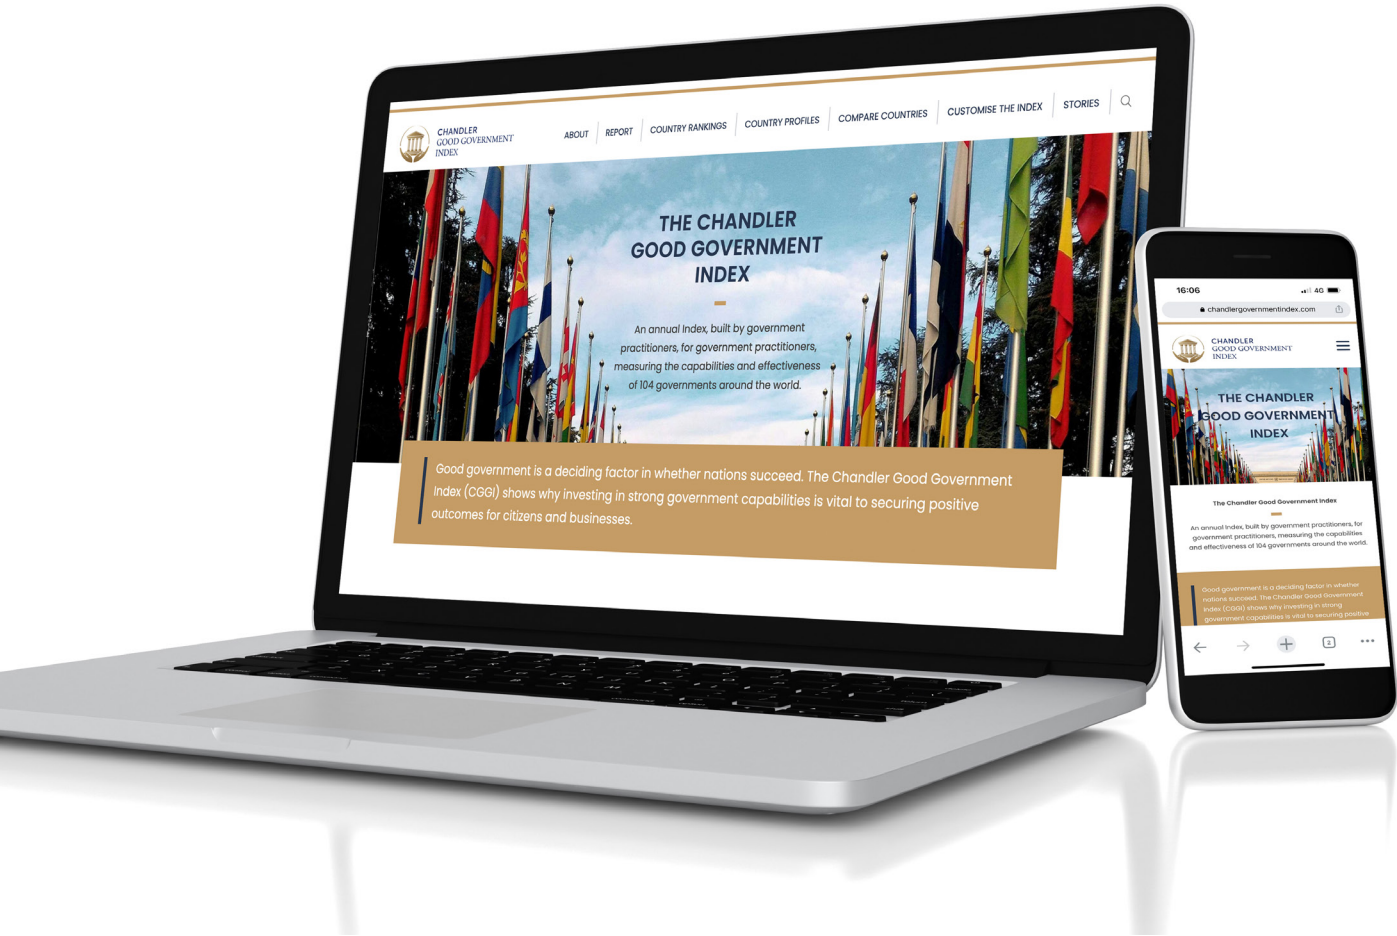 CHANDLER
GOOD GOVERNMENT
INDEX
ABOUT
REPORT
COUNTRY RANKINGS
COUNTRY PROFILES
COMPARE COUNTRIES
CUSTOMISE THE INDEX
STORIES
THE CHANDLER
GOOD GOVERNMENT
INDEX
An annual Index, built by government
practitioners, for government practitioners,
measuring the capabilities and effectiveness
of 104 governments around the world.
Good government is a deciding factor in whether nations succeed. The Chandler Good Government
Index (CGGI) shows why investing in strong government capabilities is vital to securing positive
outcomes for citizens and businesses.
16:06
4G
chandlergovernmentindex.com
CHANDLER
GOOD GOVERNMENT
INDEX
THE CHANDLER
GOOD GOVERNMENT
INDEX
The Chandler Good Government Index
An annual Index, built by government practitioners, for
government practitioners, measuring the capabilities
and effectiveness of 104 governments around the world.
Good government is a deciding factor in whether
nations succeed. The Chandler Good Government
Index (CGGI) shows why investing in strong
government capabilities is vital to securing positive
2